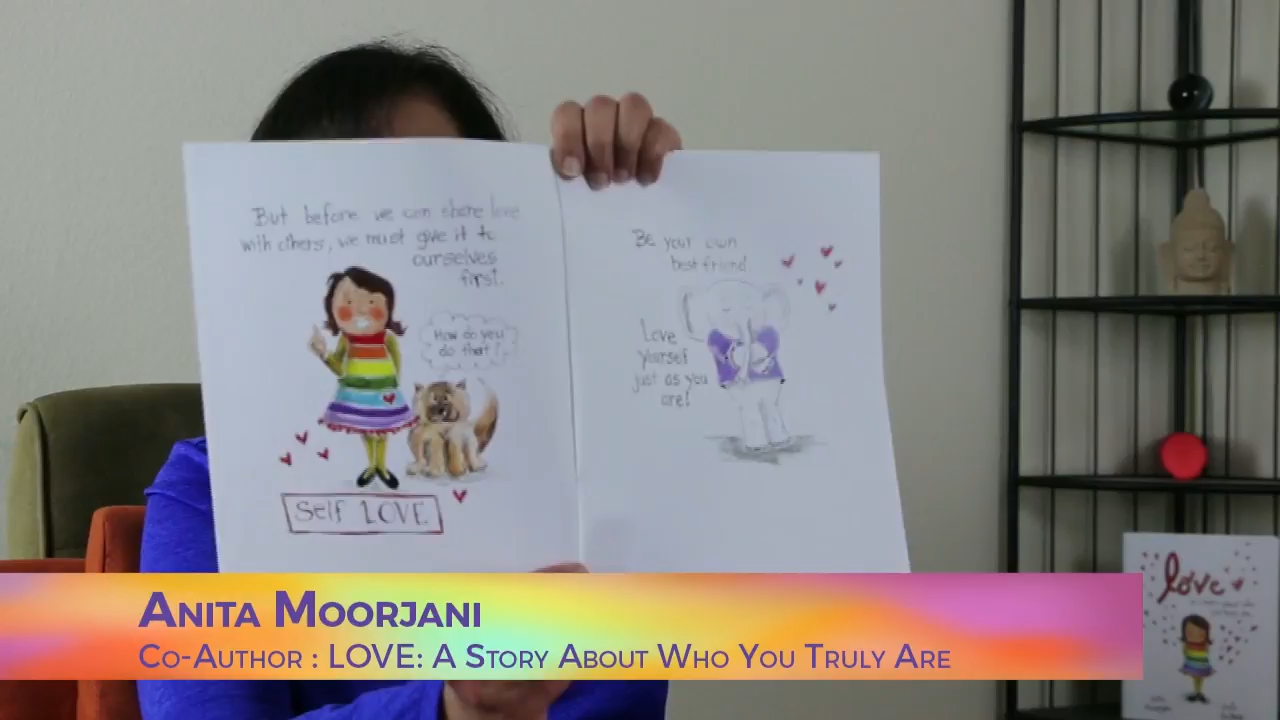 But before we can share love
with others, we must give it to
ourselves
first.
How do you
do that?
Self LOVE
Be your own
best friend.
Love
yourself
just as you
are!
love
ANITA MOORJANI
CO-AUTHOR : LOVE: A STORY ABOUT WHO YOU TRULY ARE